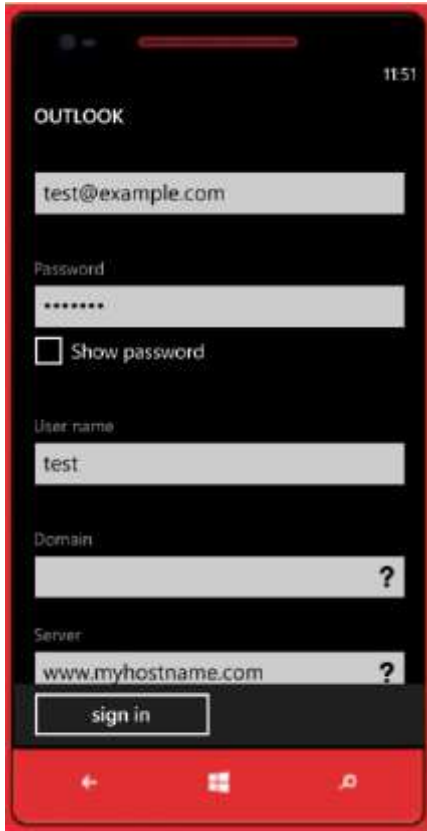 11:51
OUTLOOK
test@example.com
Password
•••••••
Show password
User name
test
Domain
?
Server
www.myhostname.com ?
sign in